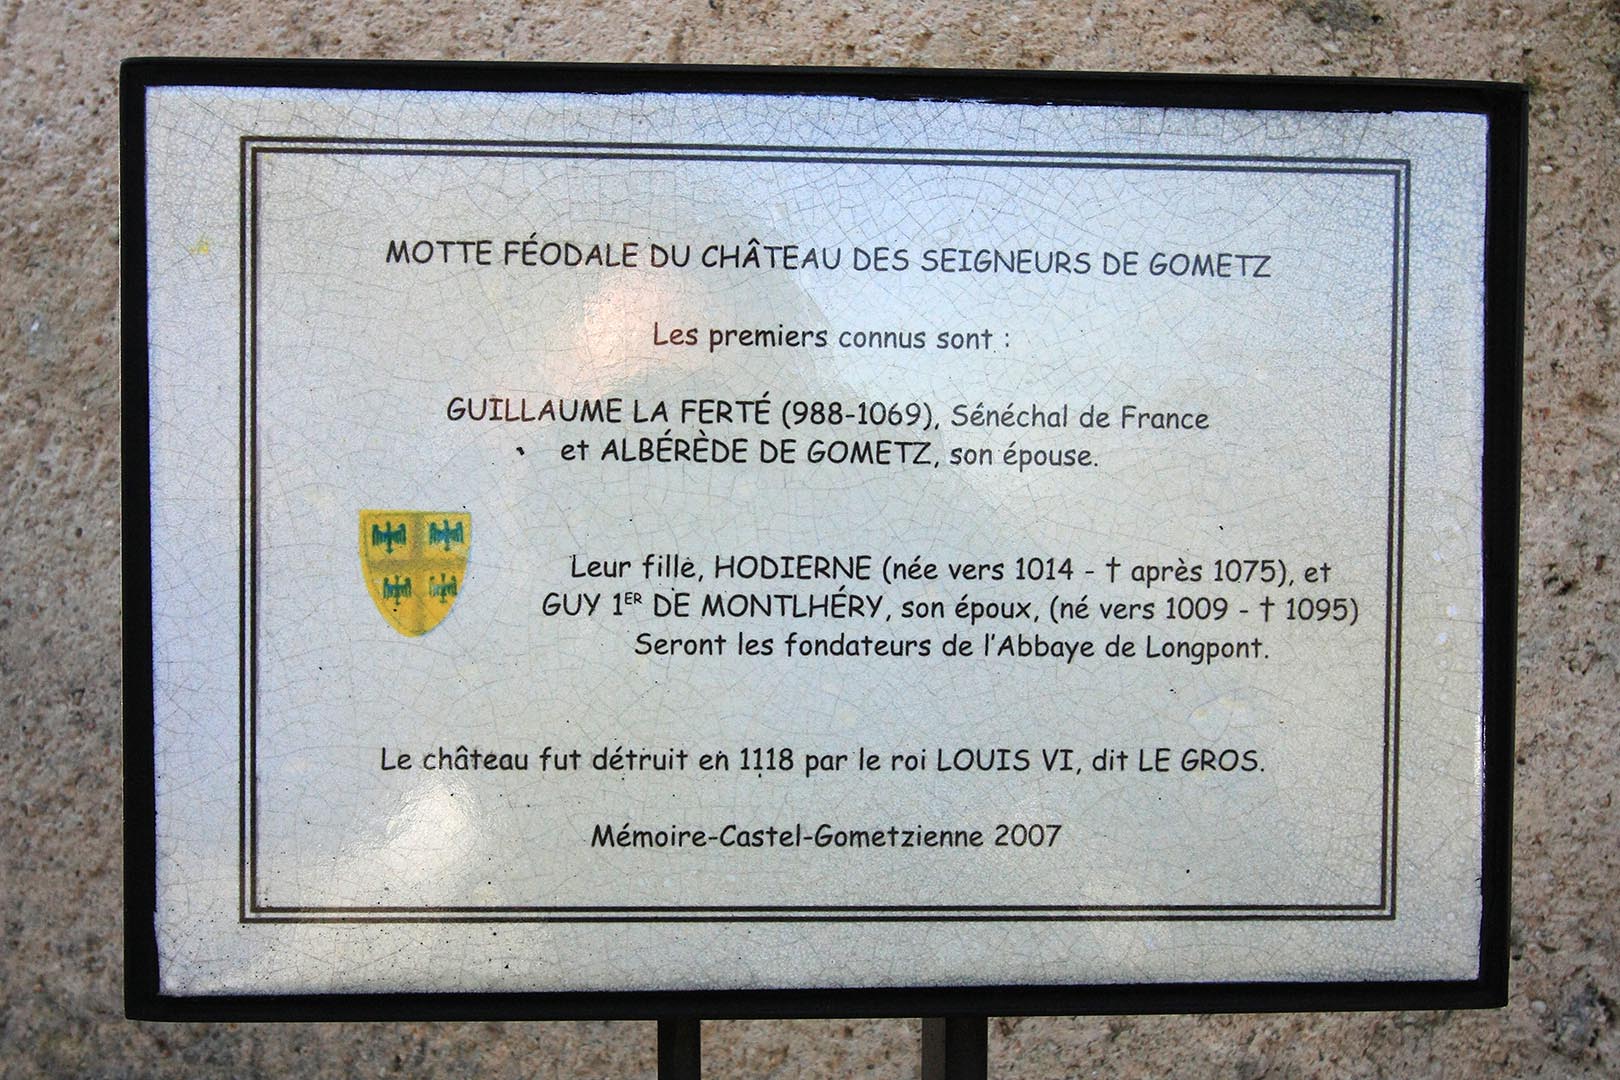 MOTTE FÉODALE DU CHÂTEAU DES SEIGNEURS DE GOMETZ
Les premiers connus sont :
GUILLAUME LA FERTÉ (988-1069), Sénéchal de France
et ALBÉRÈDE DE GOMETZ, son épouse.
Leur fille, HODIERNE (née vers 1014 - † après 1075), et
GUY 1ER DE MONTLHÉRY, son époux, (né vers 1009 - † 1095)
Seront les fondateurs de l'Abbaye de Longpont.
Le château fut détruit en 1118 par le roi LOUIS VI, dit LE GROS.
Mémoire-Castel-Gometzienne 2007